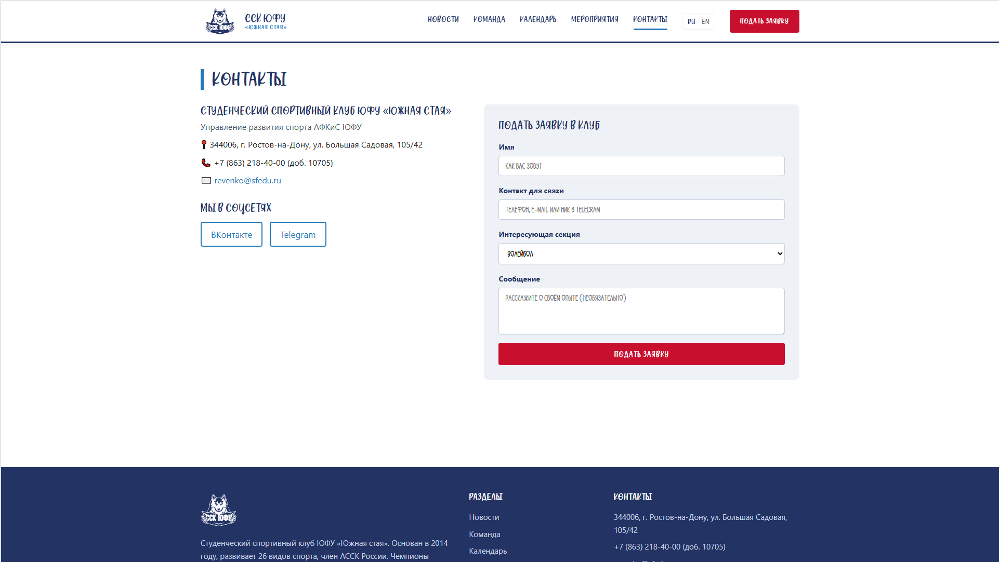 ССК ЮФУ
ССК ЮФУ
«ЮЖНАЯ СТАЯ»
НОВОСТИ КОМАНДА КАЛЕНДАРЬ МЕРОПРИЯТИЯ КОНТАКТЫ RU EN ПОДАТЬ ЗАЯВКУ
КОНТАКТЫ
СТУДЕНЧЕСКИЙ СПОРТИВНЫЙ КЛУБ ЮФУ «ЮЖНАЯ СТАЯ»
Управление развития спорта АФКиС ЮФУ
344006, г. Ростов-на-Дону, ул. Большая Садовая, 105/42
+7 (863) 218-40-00 (доб. 10705)
revenko@sfedu.ru
МЫ В СОЦСЕТЯХ
ВКонтакте Telegram
ПОДАТЬ ЗАЯВКУ В КЛУБ
Имя
КАК ВАС ЗОВУТ
Контакт для связи
ТЕЛЕФОН, E-MAIL ИЛИ НИК В TELEGRAM
Интересующая секция
ВОЛЕЙБОЛ
Сообщение
РАССКАЖИТЕ О СВОЁМ ОПЫТЕ (НЕОБЯЗАТЕЛЬНО)
ПОДАТЬ ЗАЯВКУ
ССК ЮФУ
Студенческий спортивный клуб ЮФУ «Южная стая». Основан в 2014
году, развивает 26 видов спорта, член АССК России. Чемпионы
РАЗДЕЛЫ
Новости
Команда
Календарь
КОНТАКТЫ
344006, г. Ростов-на-Дону, ул. Большая Садовая,
105/42
+7 (863) 218-40-00 (доб. 10705)